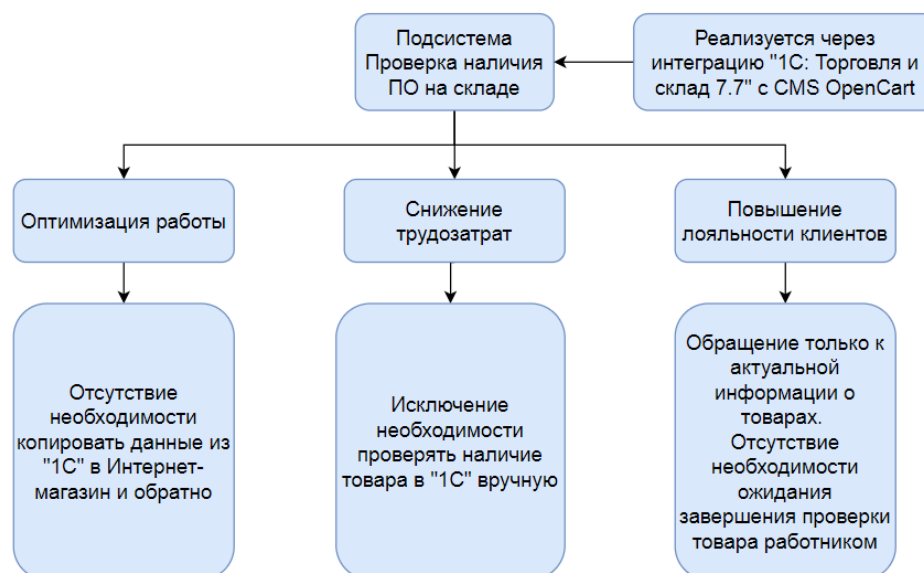 Подсистема
Проверка наличия
ПО на складе
Реализуется через
интеграцию "1С: Торговля и
склад 7.7" с CMS OpenCart
Оптимизация работы
Снижение
трудозатрат
Повышение
лояльности клиентов
Отсутствие
необходимости
копировать данные из
"1С" в Интернет-
магазин и обратно
Исключение
необходимости
проверять наличие
товара в "1С" вручную
Обращение только к
актуальной
информации о
товарах.
Отсутствие
необходимости
ожидания
завершения проверки
товара работником